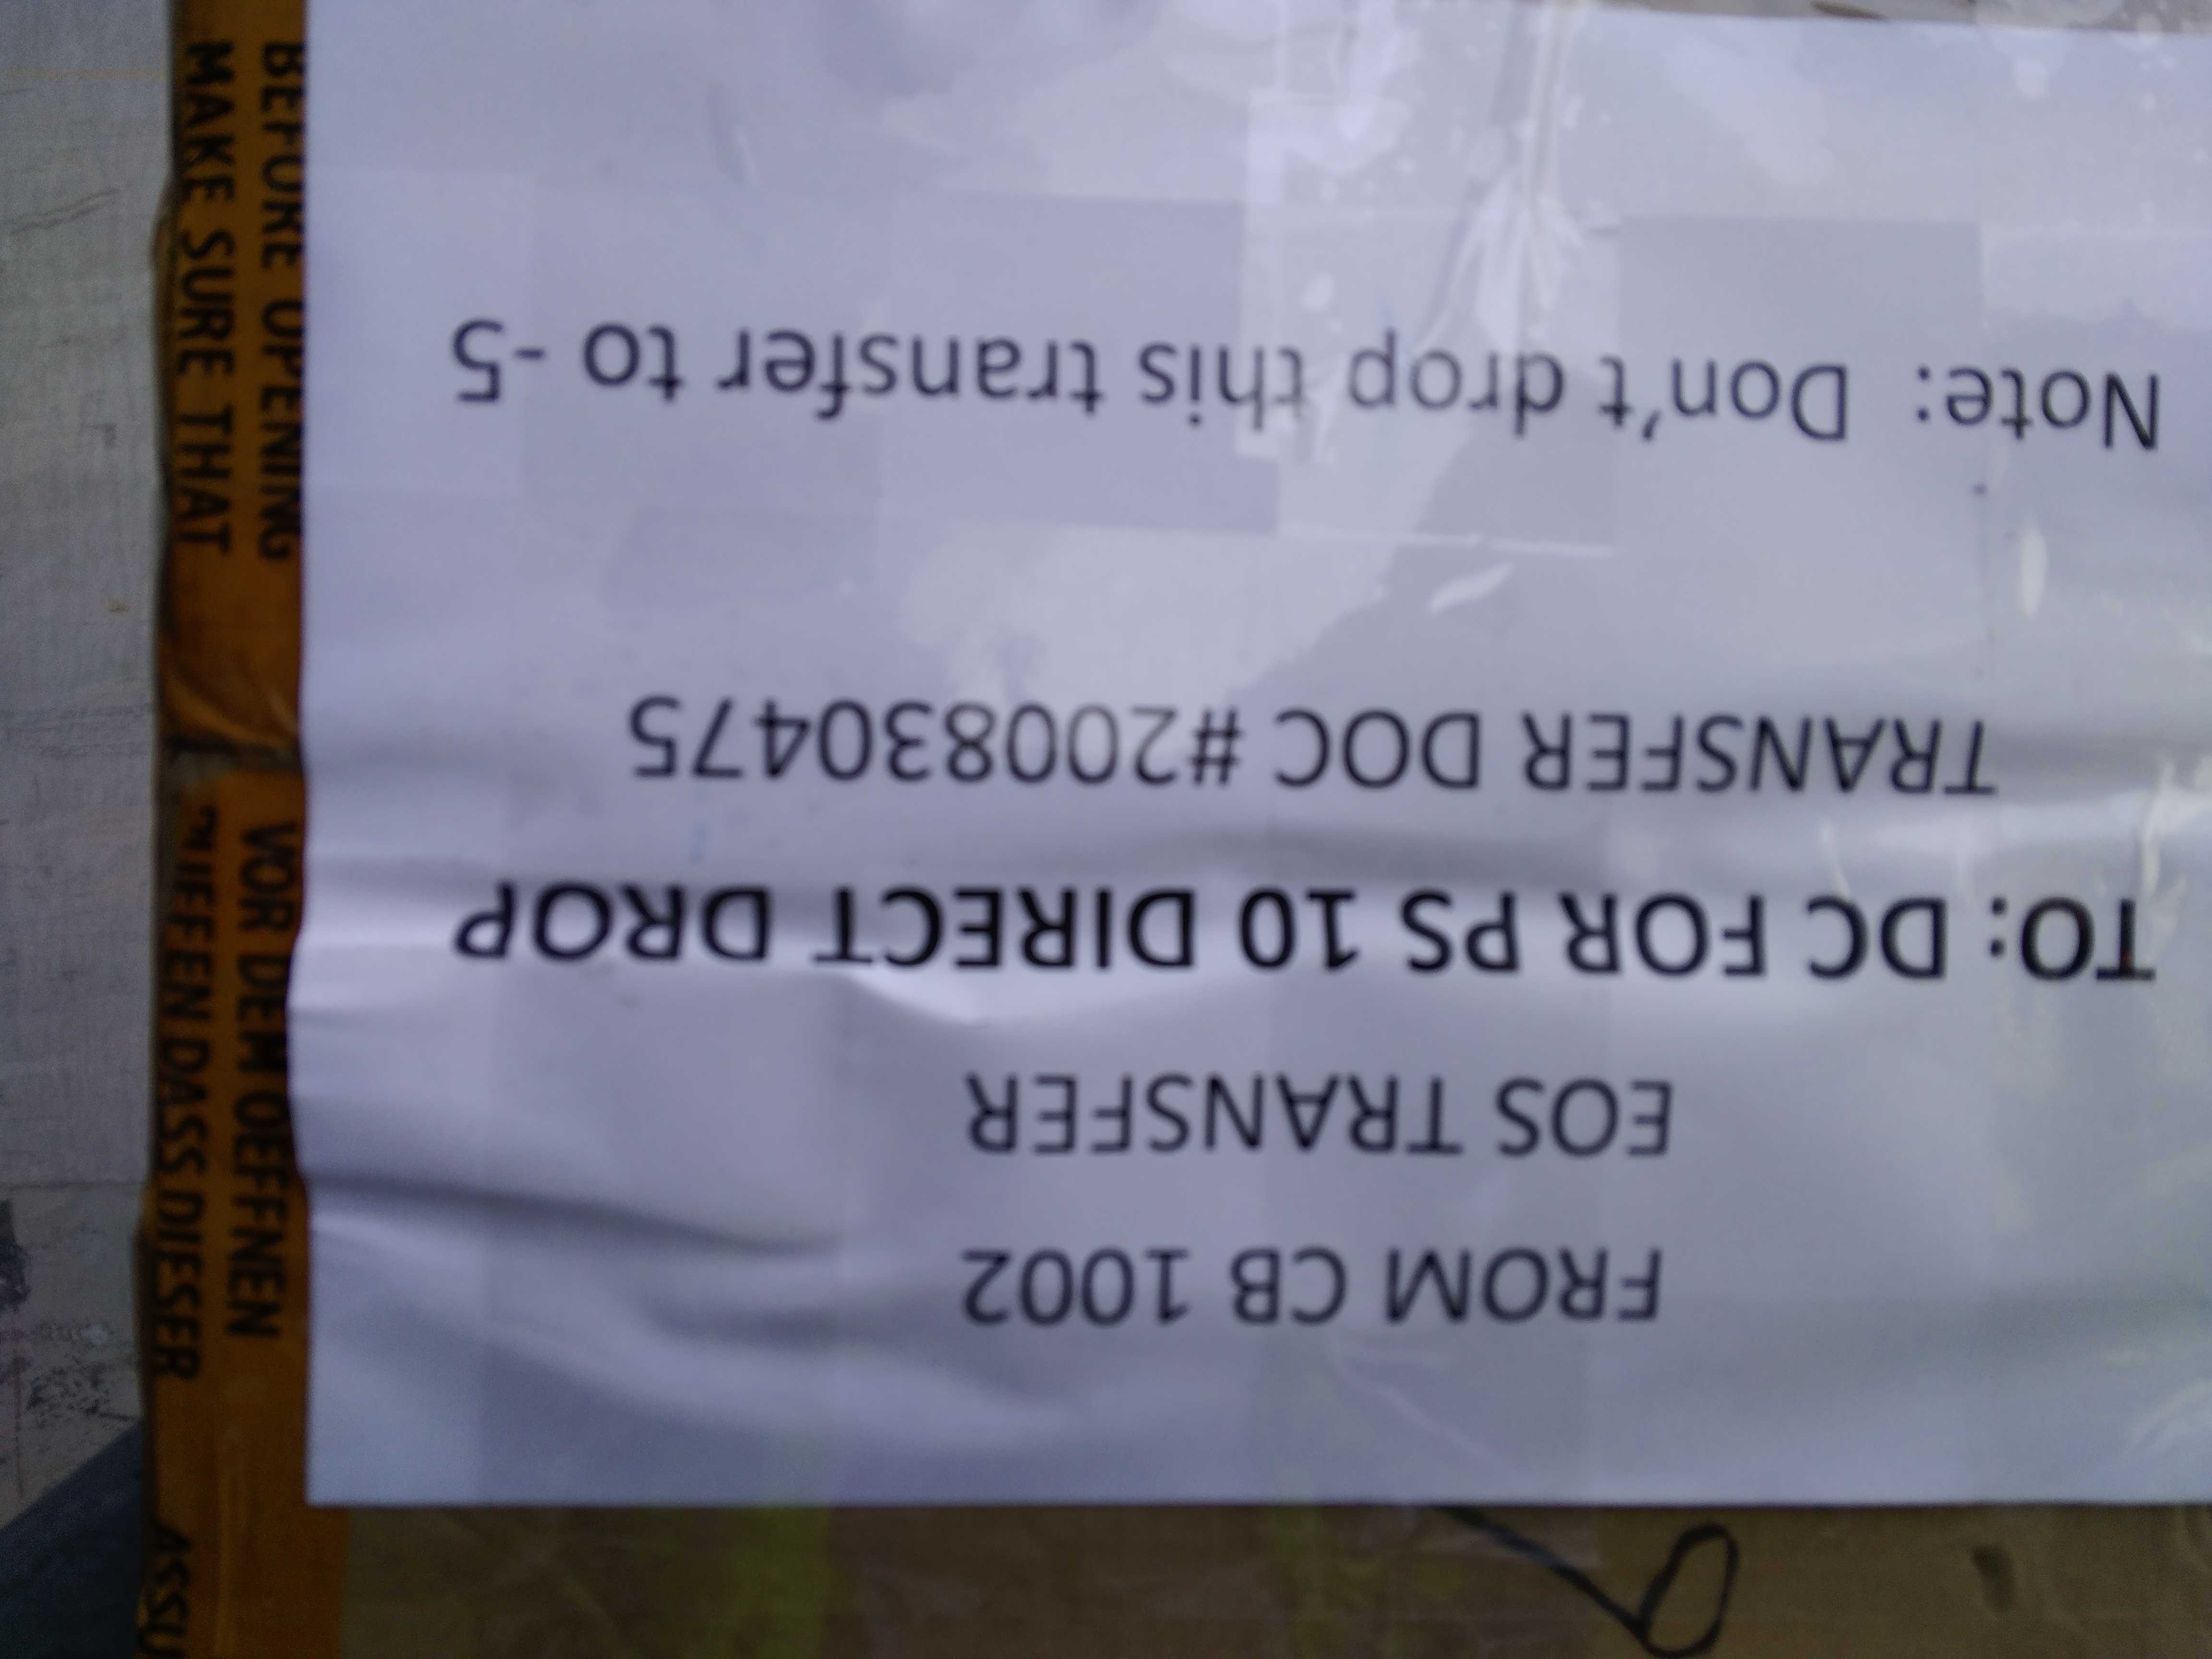 FROM CB 1002
EOS TRANSFER
TO: DC FOR PS 10 DIRECT DROP
TRANSFER DOC #200830475
Note: Don't drop this transfer to -5
BEFORE OPENING
MAKE SURE THAT
VOR DEM OEFFNEN
DASS DIESER